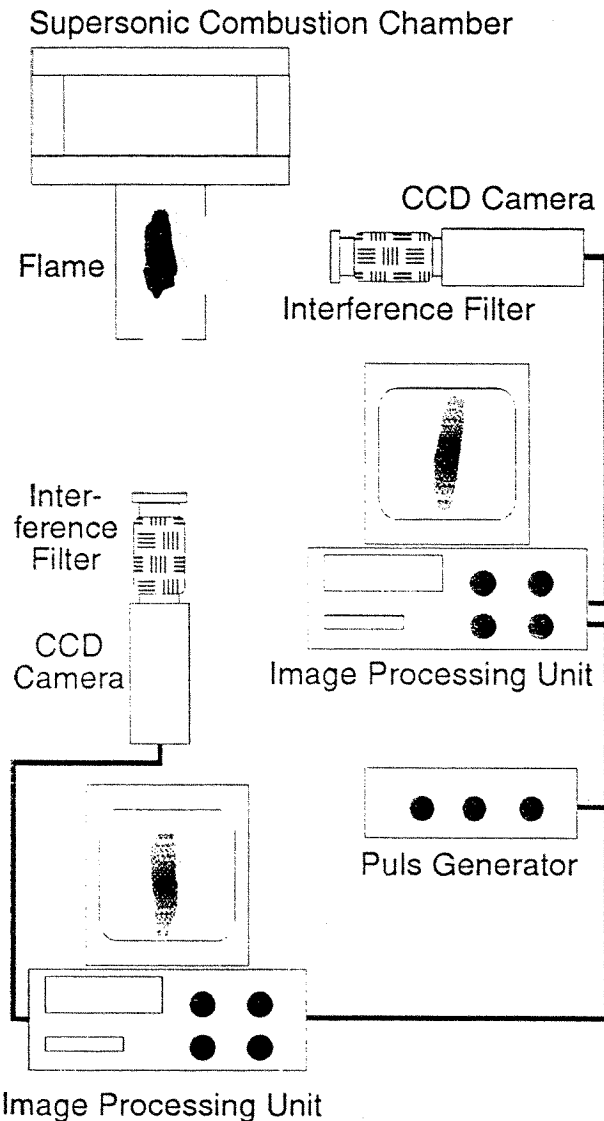 Supersonic Combustion Chamber
CCD Camera
Flame
Interference Filter
Inter-
ference
Filter
CCD
Camera
Image Processing Unit
Puls Generator
Image Processing Unit